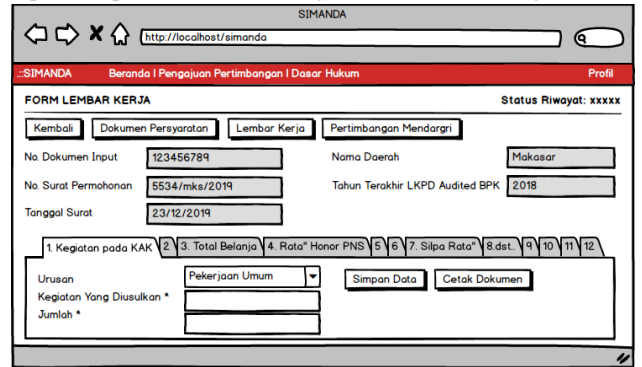 SIMANDA
http://localhost/simanda
.::SIMANDA Beranda I Pengajuan Pertimbangan I Dasar Hukum Profil
FORM LEMBAR KERJA Status Riwayat: xxxxx
Kembali Dokumen Persyaratan Lembar Kerja Pertimbangan Mendargri
No. Dokumen Input 123456789 Nama Daerah Makasar
No. Surat Permohonan 5534/mks/2019 Tahun Terakhir LKPD Audited BPK 2018
Tanggal Surat 23/12/2019
1. Kegiatan pada KAK 2 3. Total Belanja 4. Rata" Honor PNS 5 6 7. Silpa Rata" 8.dst.. 9 10 11 12
Urusan Pekerjaan Umum Simpan Data Cetak Dokumen
Kegiatan Yang Diusulkan *
Jumlah *